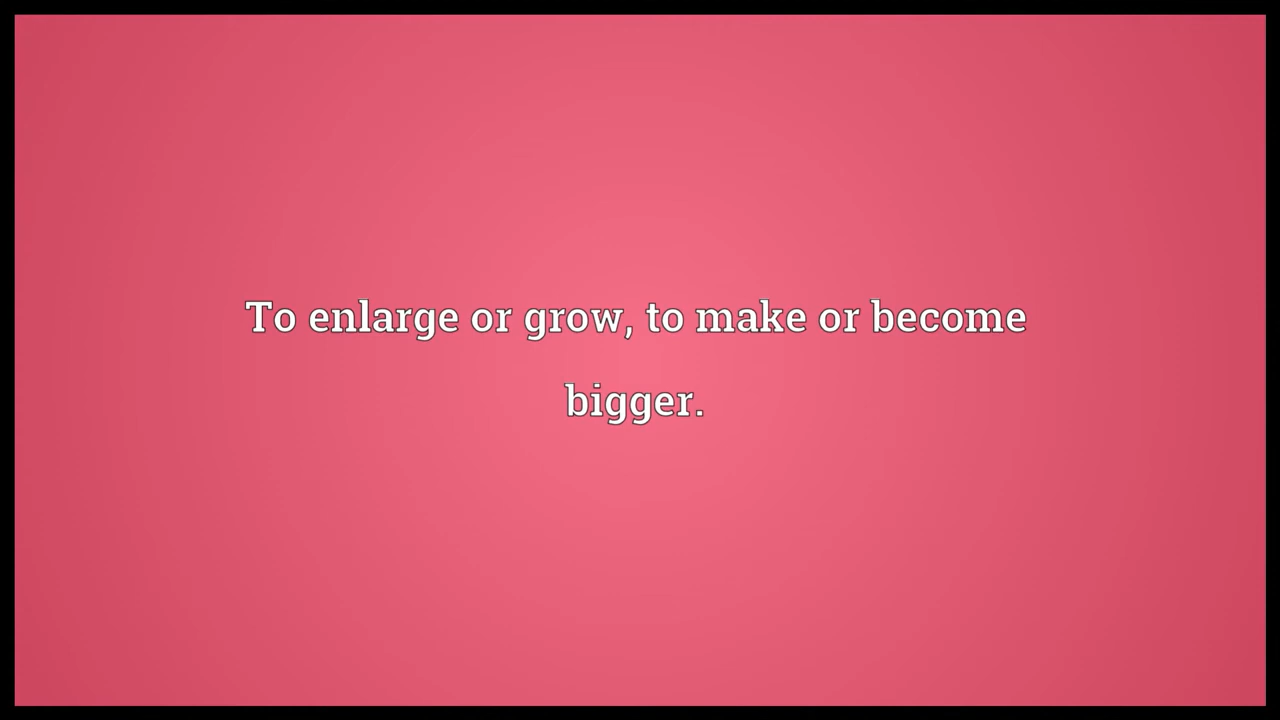 To enlarge or grow, to make or become
bigger.